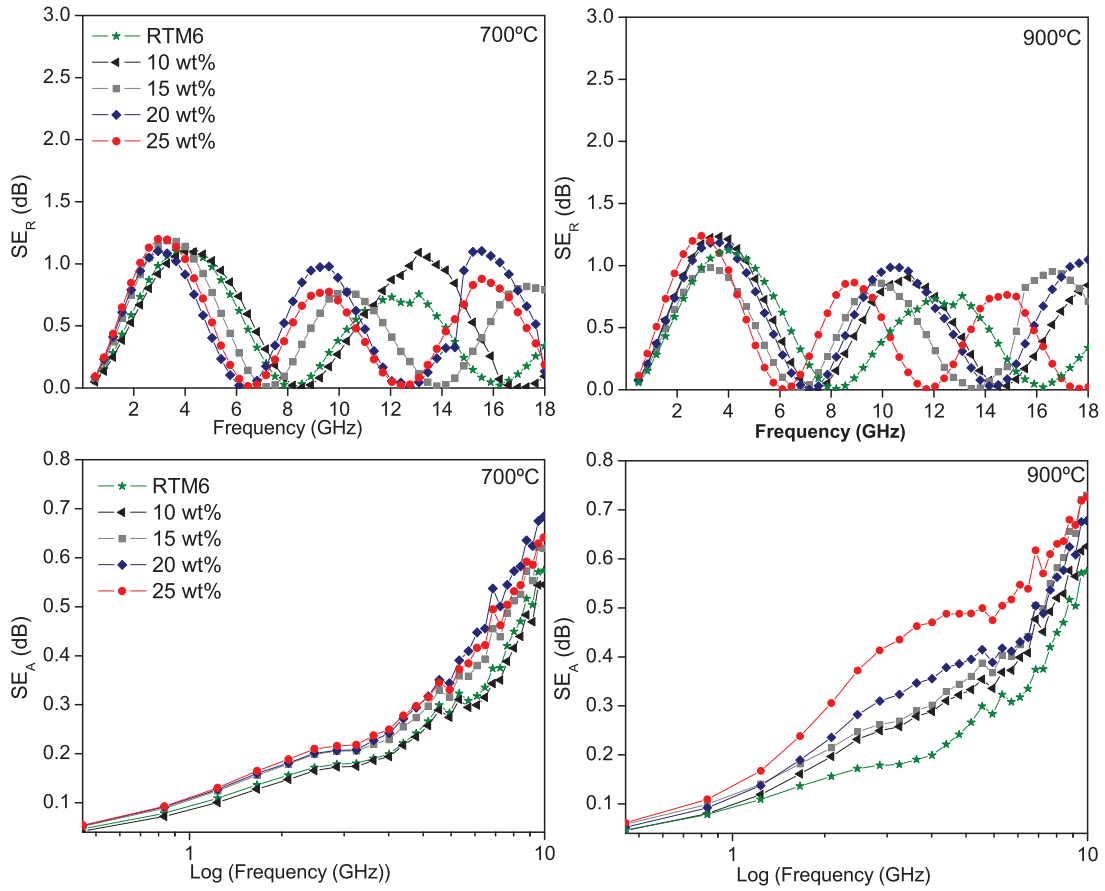 3.0
2.5
2.0
1.5
1.0
0.5
0.0
SE_R (dB)
RTM6
10 wt%
15 wt%
20 wt%
25 wt%
700ºC
2 4 6 8 10 12 14 16 18
Frequency (GHz)
3.0
2.5
2.0
1.5
1.0
0.5
0.0
SE_R (dB)
900ºC
2 4 6 8 10 12 14 16 18
Frequency (GHz)
0.8
0.7
0.6
0.5
0.4
0.3
0.2
0.1
SE_A (dB)
RTM6
10 wt%
15 wt%
20 wt%
25 wt%
700ºC
1 10
Log (Frequency (GHz))
0.8
0.7
0.6
0.5
0.4
0.3
0.2
0.1
SE_A (dB)
900ºC
1 10
Log (Frequency (GHz)